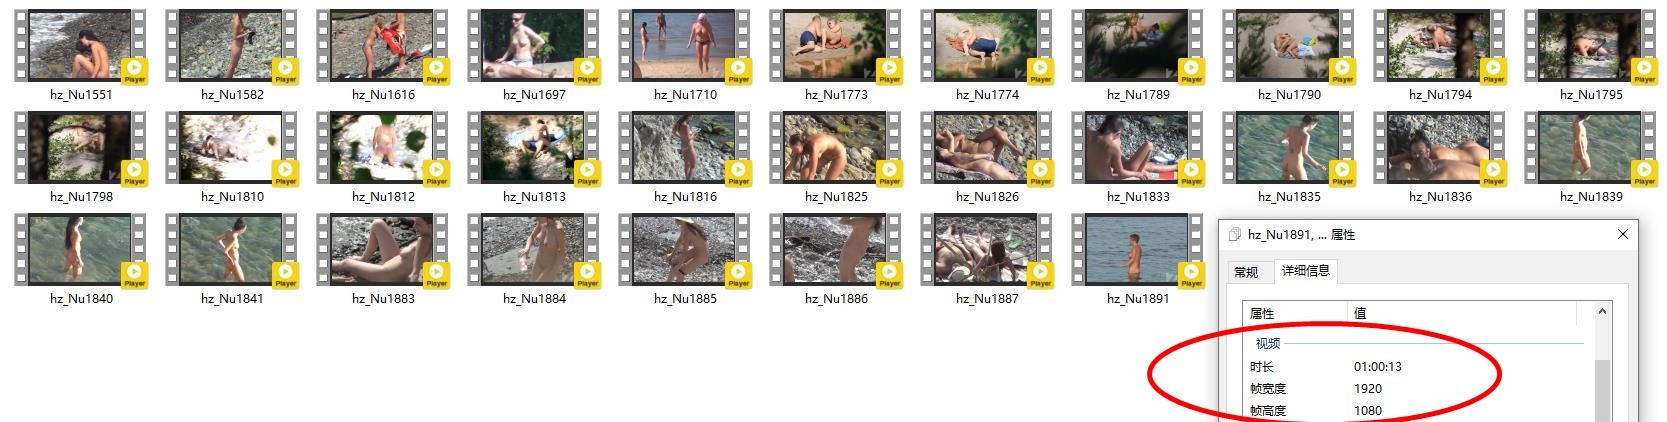 Player Player Player Player Player Player Player Player Player Player Player
hz_Nu1551 hz_Nu1582 hz_Nu1616 hz_Nu1697 hz_Nu1710 hz_Nu1773 hz_Nu1774 hz_Nu1789 hz_Nu1790 hz_Nu1794 hz_Nu1795
Player Player Player Player Player Player Player Player Player Player Player
hz_Nu1798 hz_Nu1810 hz_Nu1812 hz_Nu1813 hz_Nu1816 hz_Nu1825 hz_Nu1826 hz_Nu1833 hz_Nu1835 hz_Nu1836 hz_Nu1839
Player Player Player Player Player Player Player Player
hz_Nu1840 hz_Nu1841 hz_Nu1883 hz_Nu1884 hz_Nu1885 hz_Nu1886 hz_Nu1887 hz_Nu1891
hz_Nu1891, ... 属性
常规 详细信息
属性 值
视频
时长 01:00:13
帧宽度 1920
帧高度 1080